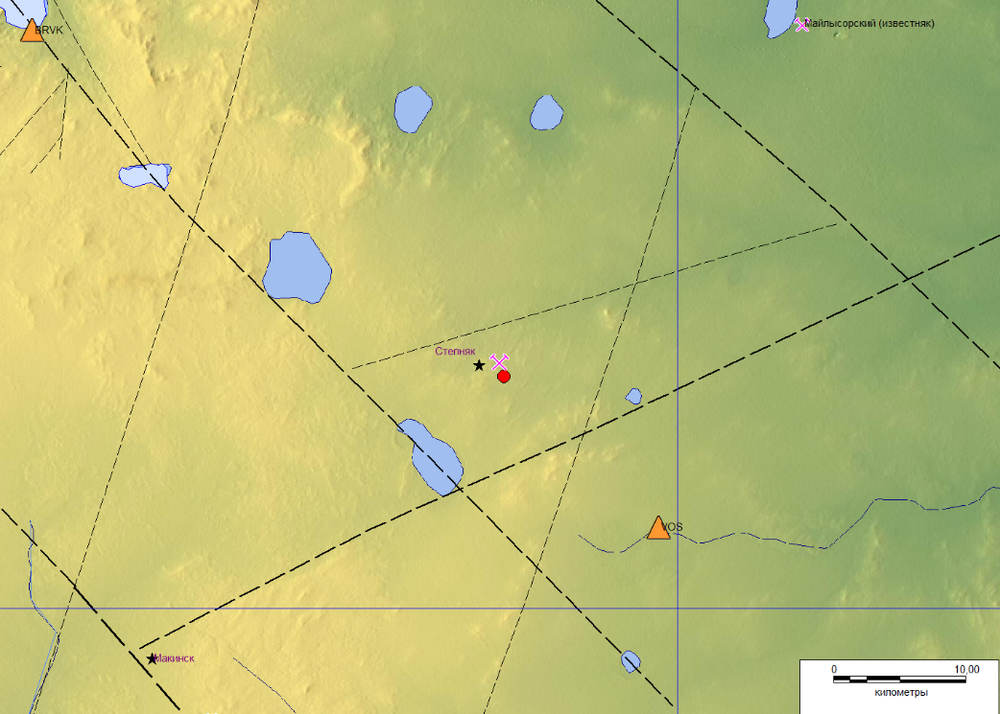 BRVK
Майлысорский (известняк)
Степняк
VOS
Макинск
0 10,00
километры